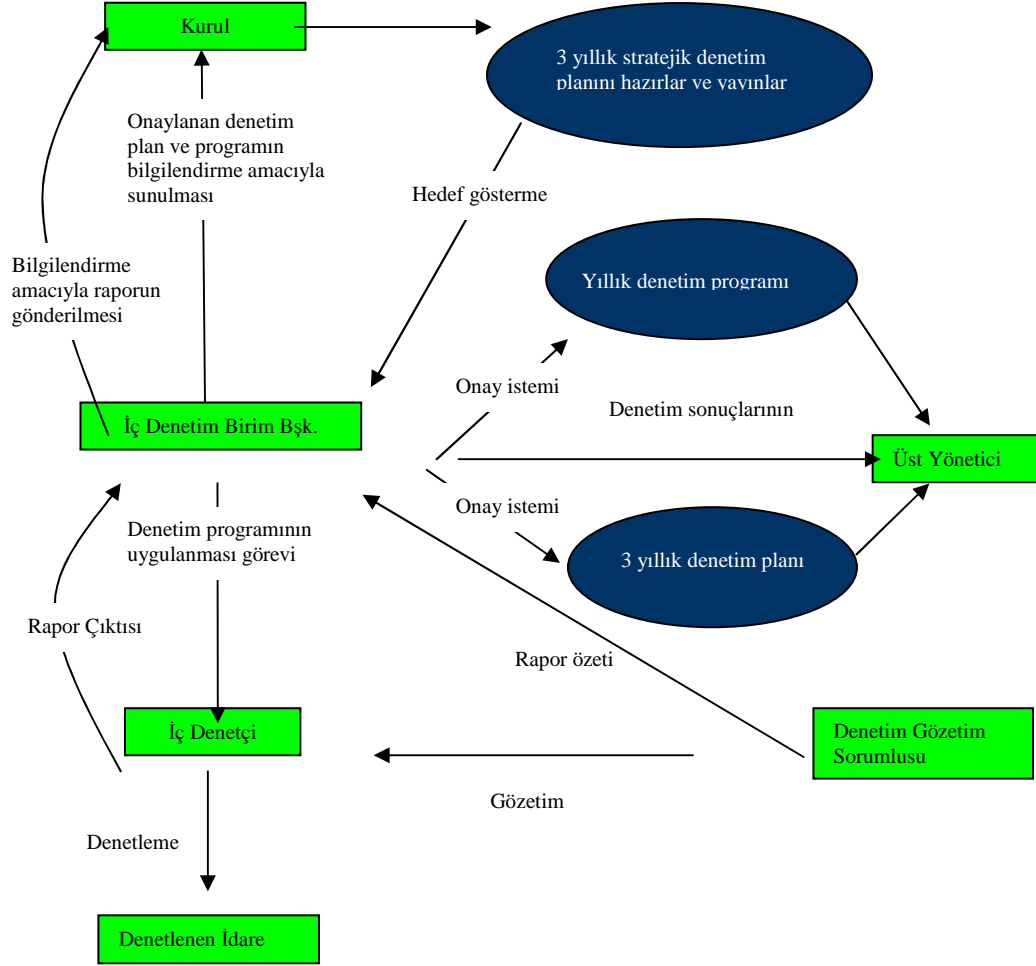 Kurul
3 yıllık stratejik denetim
planını hazırlar ve yayınlar
Onaylanan denetim
plan ve programın
bilgilendirme amacıyla
sunulması
Hedef gösterme
Bilgilendirme
amacıyla raporun
gönderilmesi
Yıllık denetim programı
Onay istemi
Denetim sonuçlarının
İç Denetim Birim Bşk.
Üst Yönetici
Onay istemi
Denetim programının
uygulanması görevi
3 yıllık denetim planı
Rapor Çıktısı
Rapor özeti
İç Denetçi
Denetim Gözetim
Sorumlusu
Gözetim
Denetleme
Denetlenen İdare